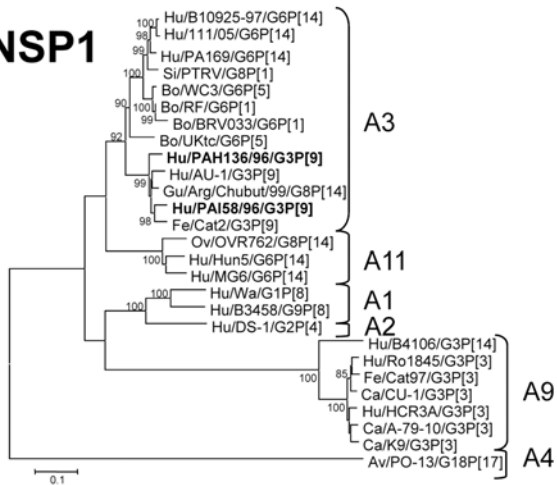 NSP1
Hu/B10925-97/G6P[14]
Hu/111/05/G6P[14]
Hu/PA169/G6P[14]
Si/PTRV/G8P[1]
Bo/WC3/G6P[5]
Bo/RF/G6P[1]
Bo/BRV033/G6P[1]
Bo/UKtc/G6P[5]
Hu/PAH136/96/G3P[9]
Hu/AU-1/G3P[9]
Gu/Arg/Chubut/99/G8P[14]
Hu/PAI58/96/G3P[9]
Fe/Cat2/G3P[9]
A3
Ov/OVR762/G8P[14]
Hu/Hun5/G6P[14]
Hu/MG6/G6P[14]
A11
Hu/Wa/G1P[8]
Hu/B3458/G9P[8]
A1
Hu/DS-1/G2P[4]
A2
Hu/B4106/G3P[14]
Hu/Ro1845/G3P[3]
Fe/Cat97/G3P[3]
Ca/CU-1/G3P[3]
Hu/HCR3A/G3P[3]
Ca/A-79-10/G3P[3]
Ca/K9/G3P[3]
A9
Av/PO-13/G18P[17]
A4
100
98
99
100
90
100
99
92
99
98
100
100
100
100
85
100
0.1